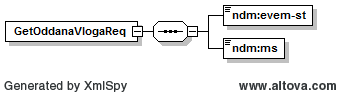 ndm:evem-st
GetOddanaVlogaReq
ndm:ms
Generated by XmlSpy
www.altova.com